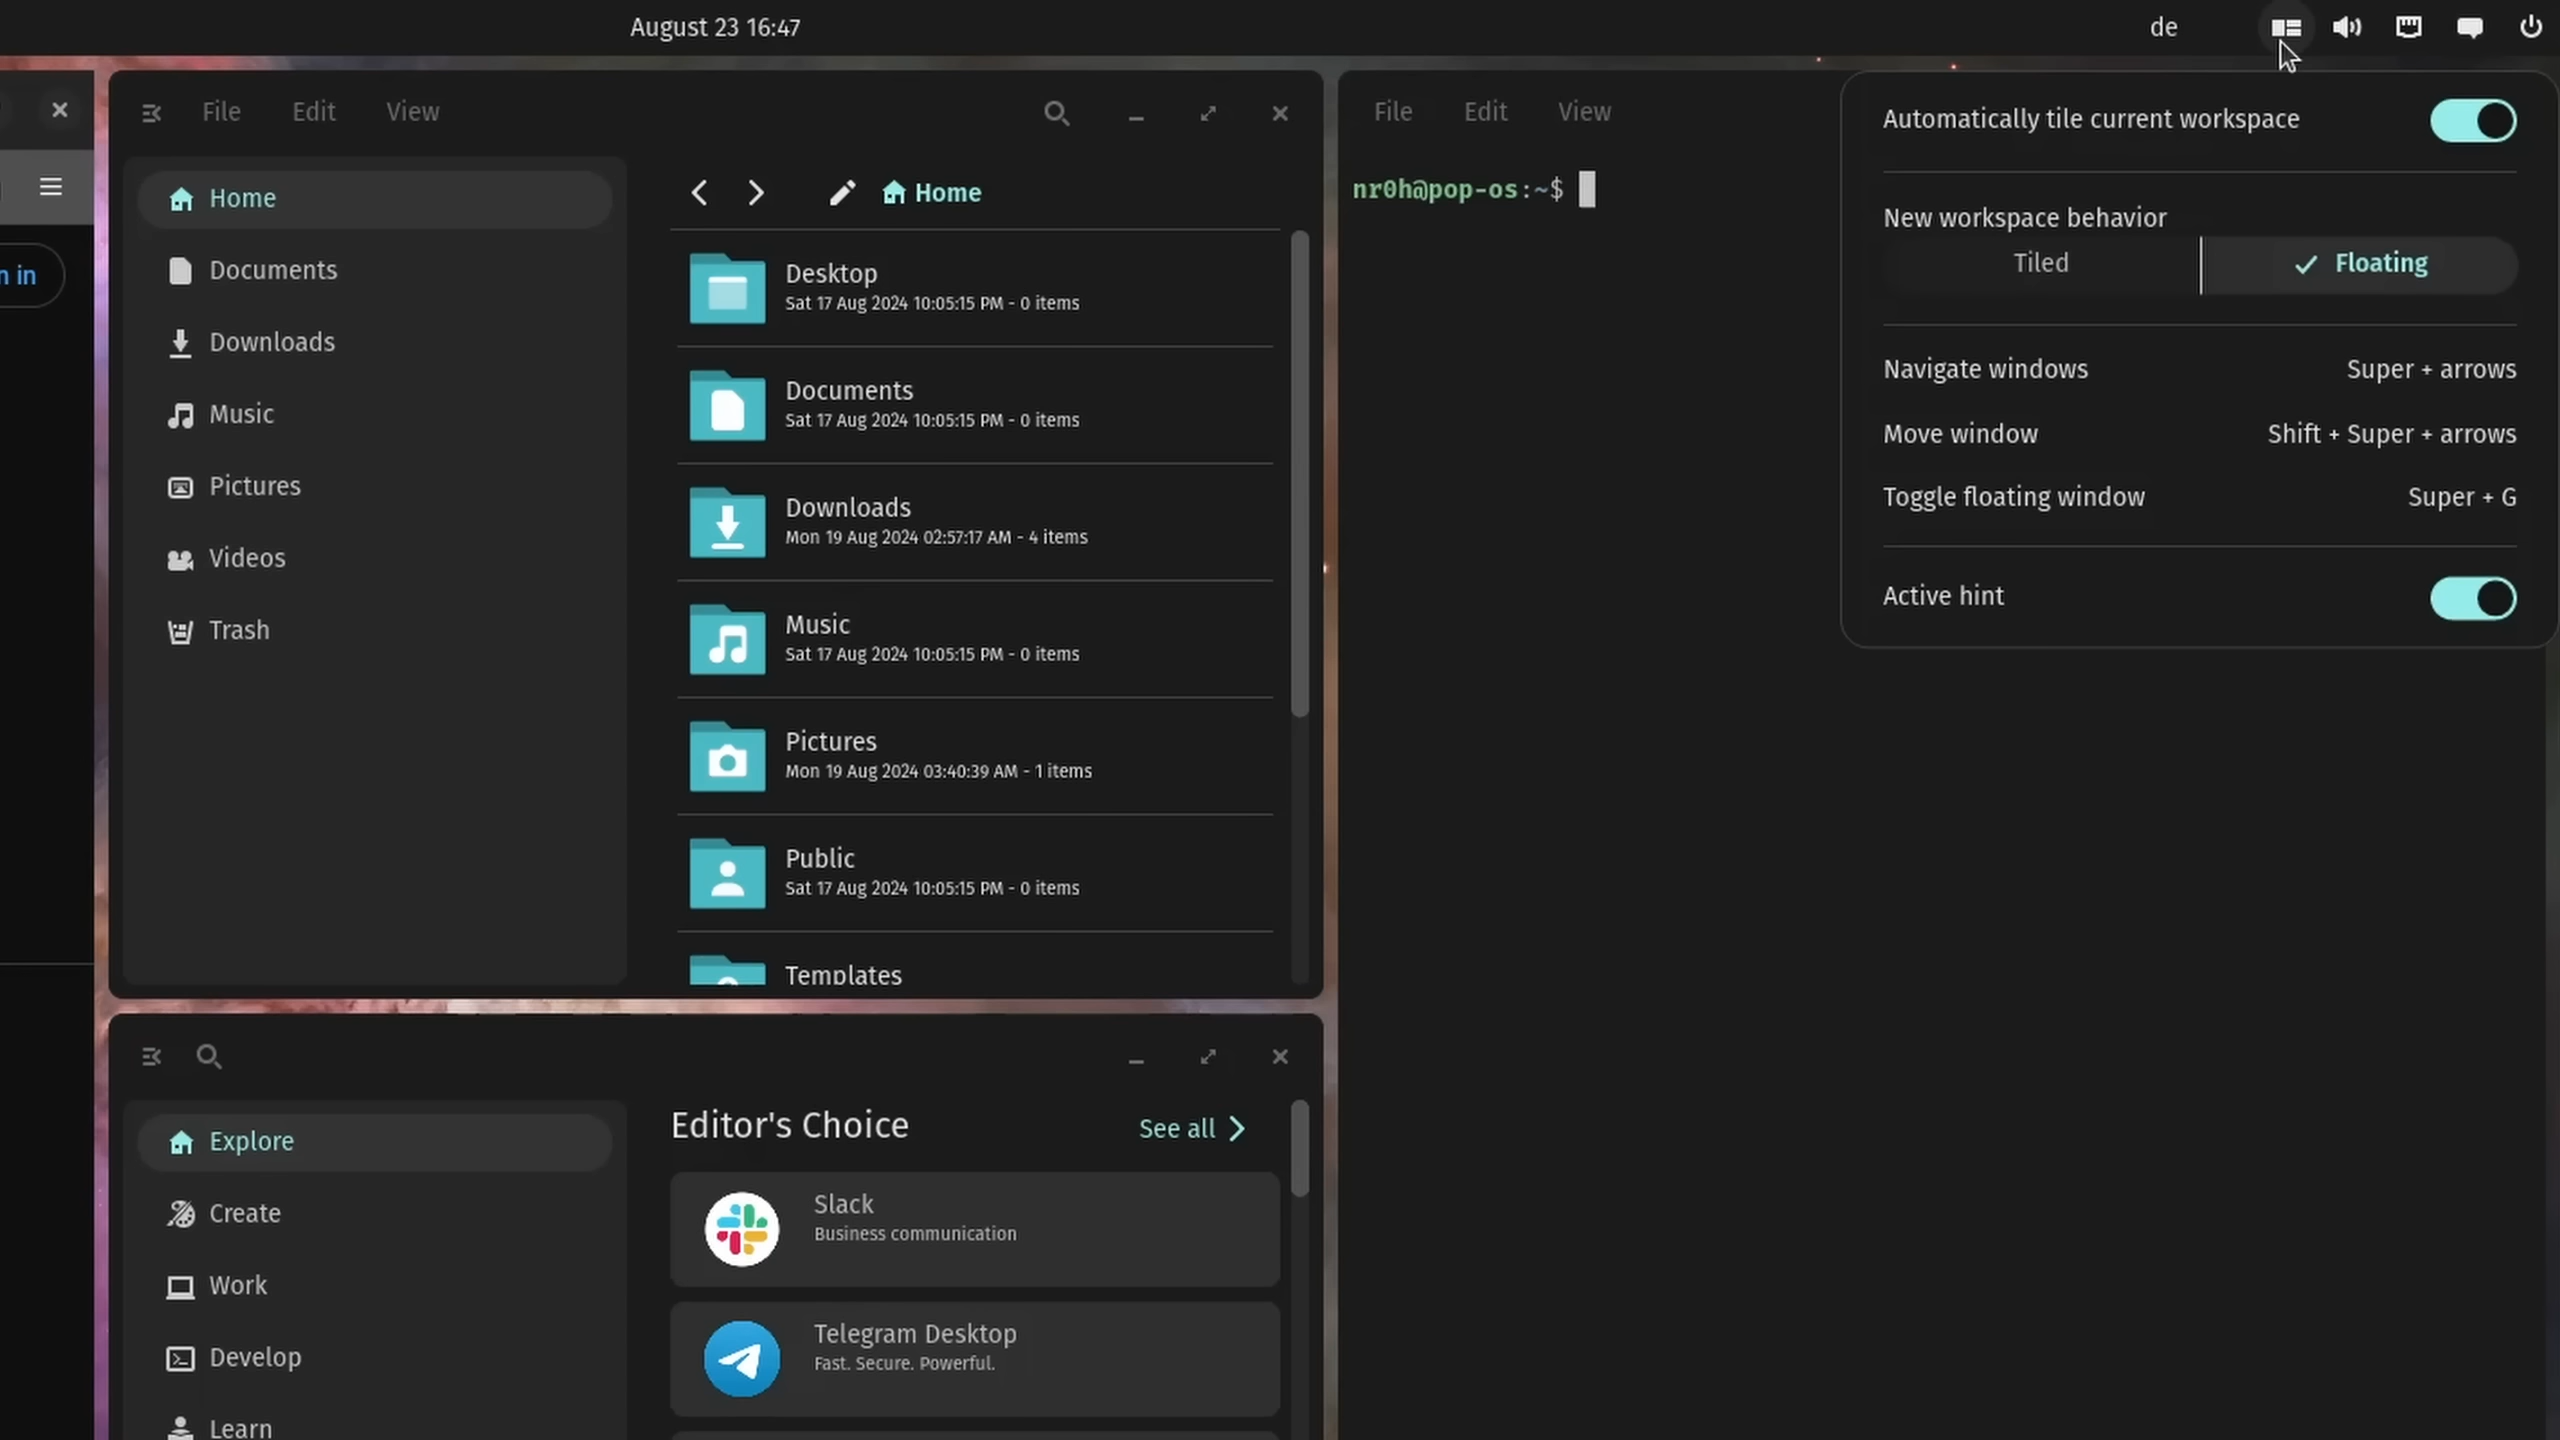 August 23 16:47
de
n in
File Edit View
Home
Documents
Downloads
Music
Pictures
Videos
Trash
Home
Desktop
Sat 17 Aug 2024 10:05:15 PM - 0 items
Documents
Sat 17 Aug 2024 10:05:15 PM - 0 items
Downloads
Mon 19 Aug 2024 02:57:17 AM - 4 items
Music
Sat 17 Aug 2024 10:05:15 PM - 0 items
Pictures
Mon 19 Aug 2024 03:40:39 AM - 1 items
Public
Sat 17 Aug 2024 10:05:15 PM - 0 items
Templates
Explore
Create
Work
Develop
Learn
Editor's Choice
See all
Slack
Business communication
Telegram Desktop
Fast. Secure. Powerful.
File Edit View
nr0h@pop-os:~$
Automatically tile current workspace
New workspace behavior
Tiled Floating
Navigate windows Super + arrows
Move window Shift + Super + arrows
Toggle floating window Super + G
Active hint